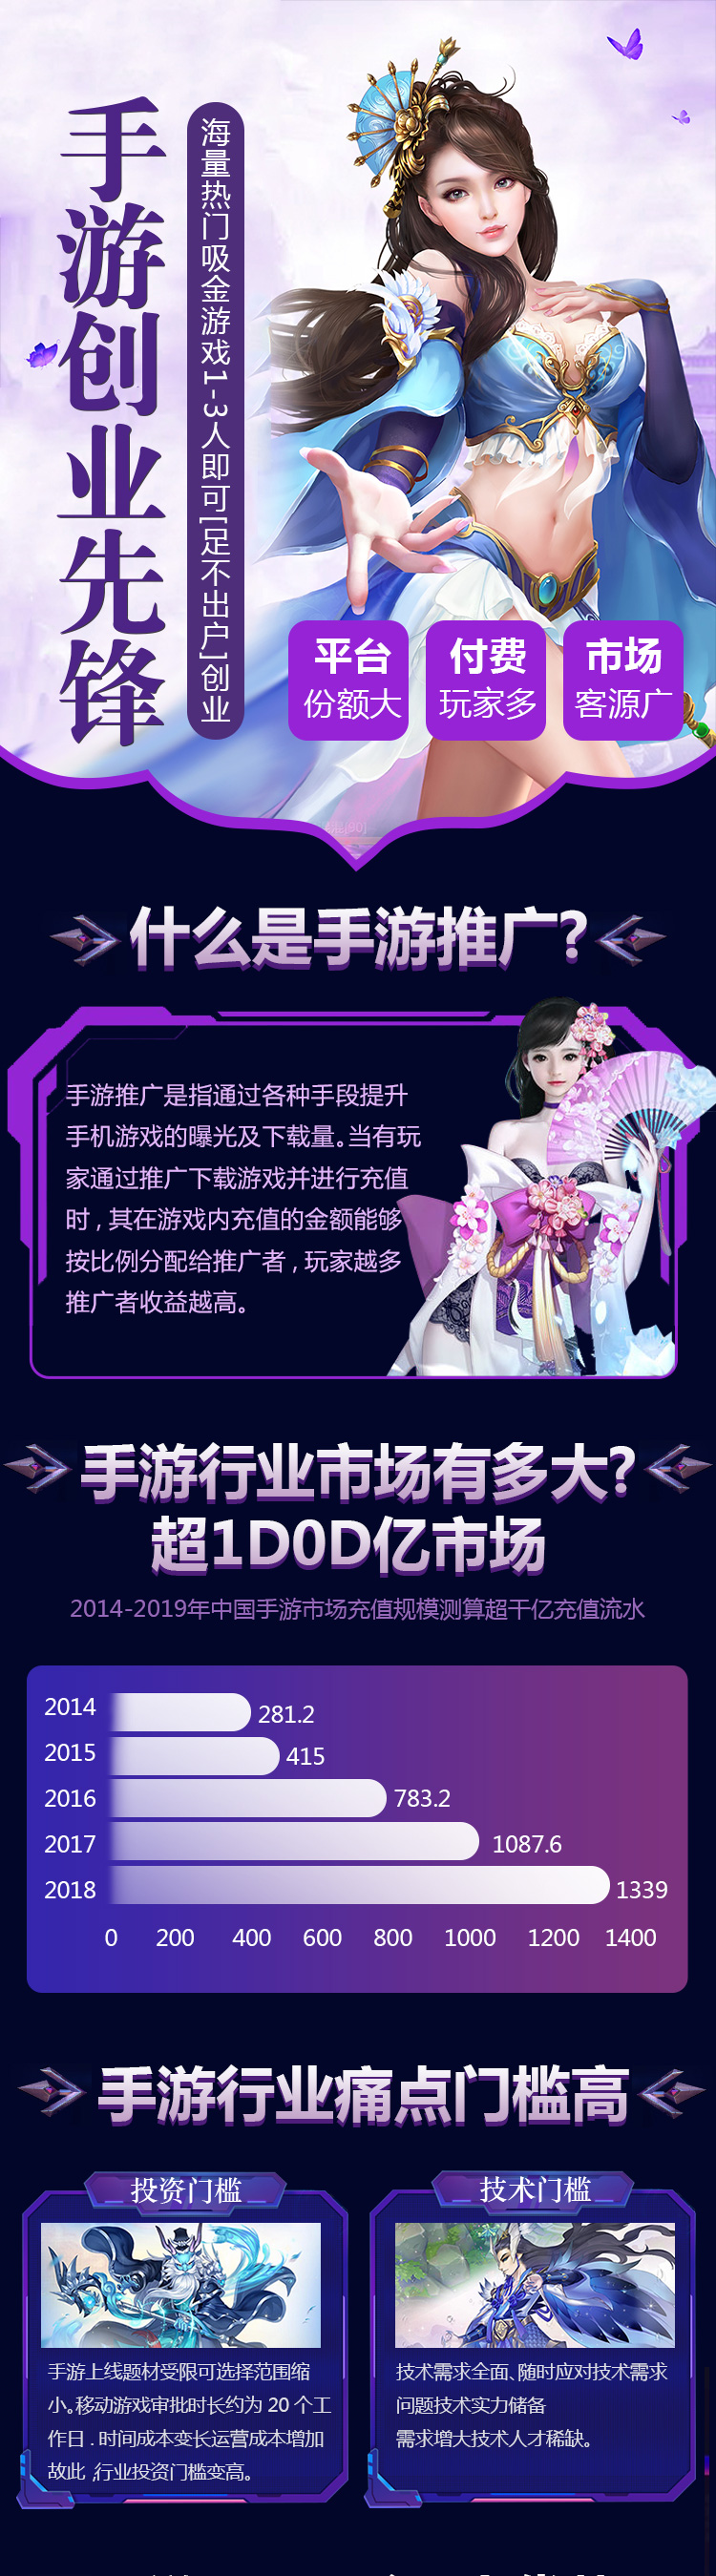 手游创业先锋
海量热门吸金游戏1-3人即可[足不出户]创业
平台
份额大
付费
玩家多
市场
客源广
什么是手游推广?
手游推广是指通过各种手段提升
手机游戏的曝光及下载量。当有玩
家通过推广下载游戏并进行充值
时,其在游戏内充值的金额能够
按比例分配给推广者,玩家越多
推广者收益越高。
手游行业市场有多大?
超1D0D亿市场
2014-2019年中国手游市场充值规模测算超千亿充值流水
2014 281.2
2015 415
2016 783.2
2017 1087.6
2018 1339
0 200 400 600 800 1000 1200 1400
手游行业痛点门槛高
投资门槛
手游上线题材受限可选择范围缩
小。移动游戏审批时长约为 20 个工
作日 . 时间成本变长运营成本增加
故此 ,行业投资门槛变高。
技术门槛
技术需求全面、随时应对技术需求
问题技术实力储备
需求增大技术人才稀缺。